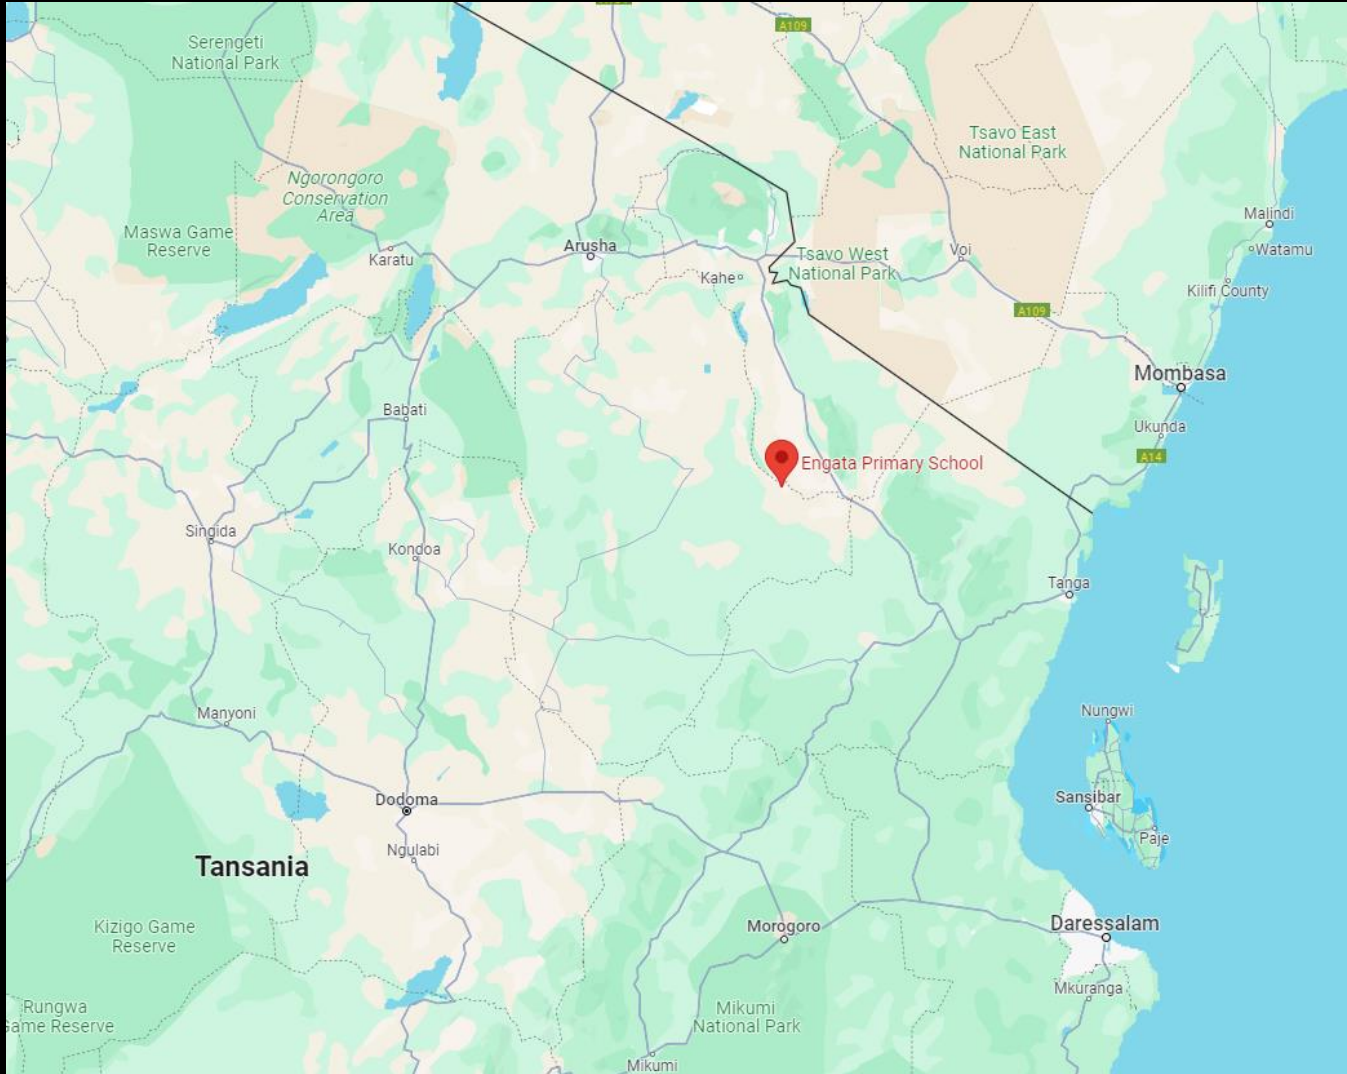 A109
Serengeti
National Park
Tsavo East
National Park
Ngorongoro
Conservation
Area
Malindi
Maswa Game
Reserve
Arusha
Voi
Watamu
Karatu
Tsavo West
National Park
Kahe
Kilifi County
A109
Mombasa
Babati
Ukunda
A14
Engata Primary School
Singida
Kondoa
Tanga
Manyoni
Nungwi
Dodoma
Sansibar
Paje
Ngulabi
Tansania
Kizigo Game
Reserve
Morogoro
Daressalam
Mkuranga
Rungwa
Game Reserve
Mikumi
National Park
Mikumi